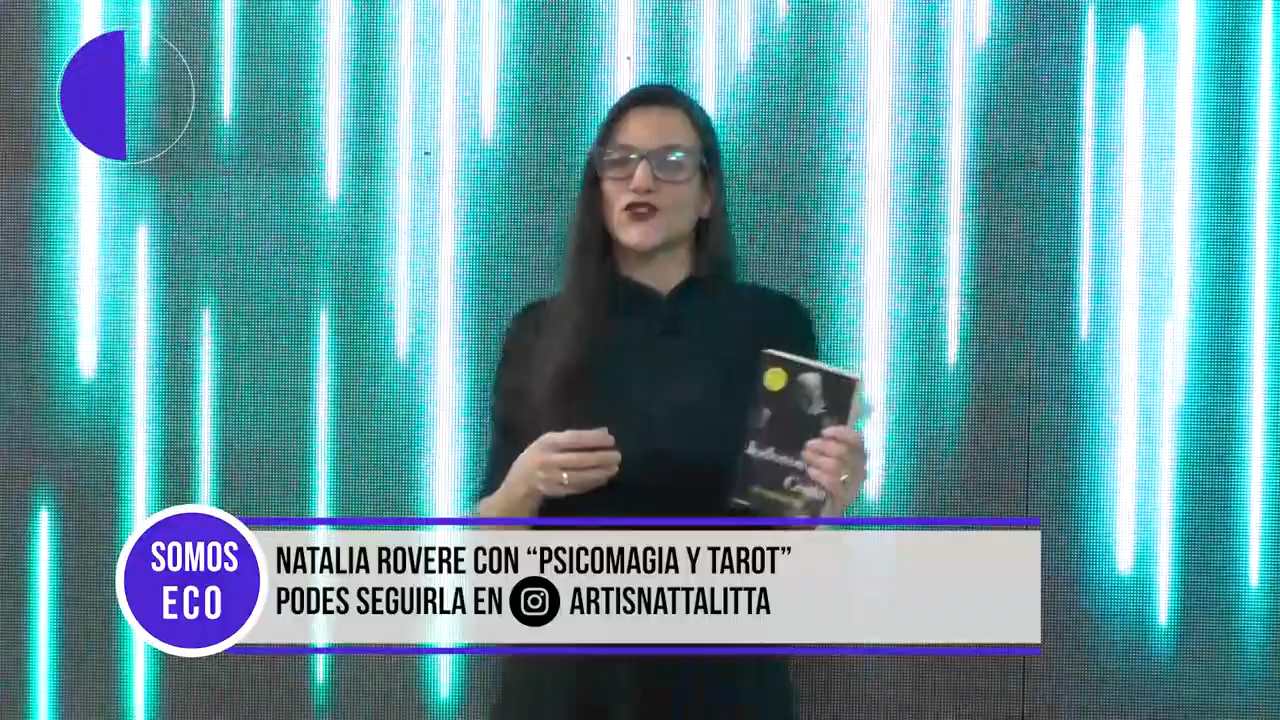 SOMOS
ECO
NATALIA ROVERE CON “PSICOMAGIA Y TAROT”
PODES SEGUIRLA EN ARTISNATTALITTA